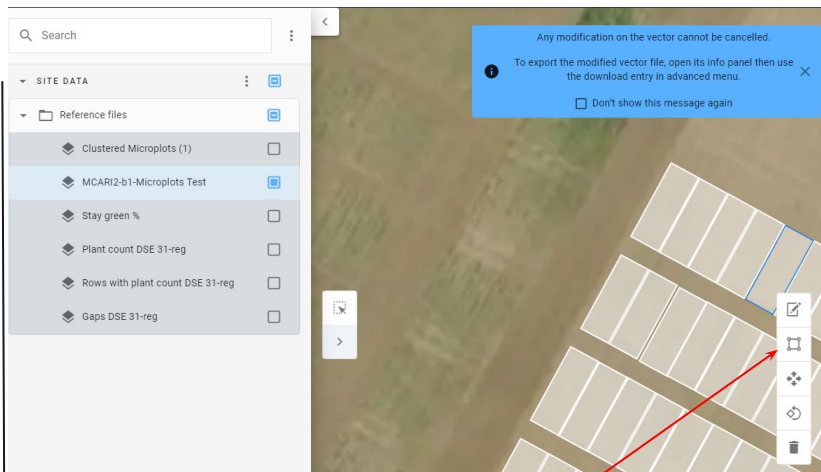 Search
SITE DATA
Reference files
Clustered Microplots (1)
MCARI2-b1-Microplots Test
Stay green %
Plant count DSE 31-reg
Rows with plant count DSE 31-reg
Gaps DSE 31-reg
Any modification on the vector cannot be cancelled.
To export the modified vector file, open its info panel then use
the download entry in advanced menu.
Don't show this message again